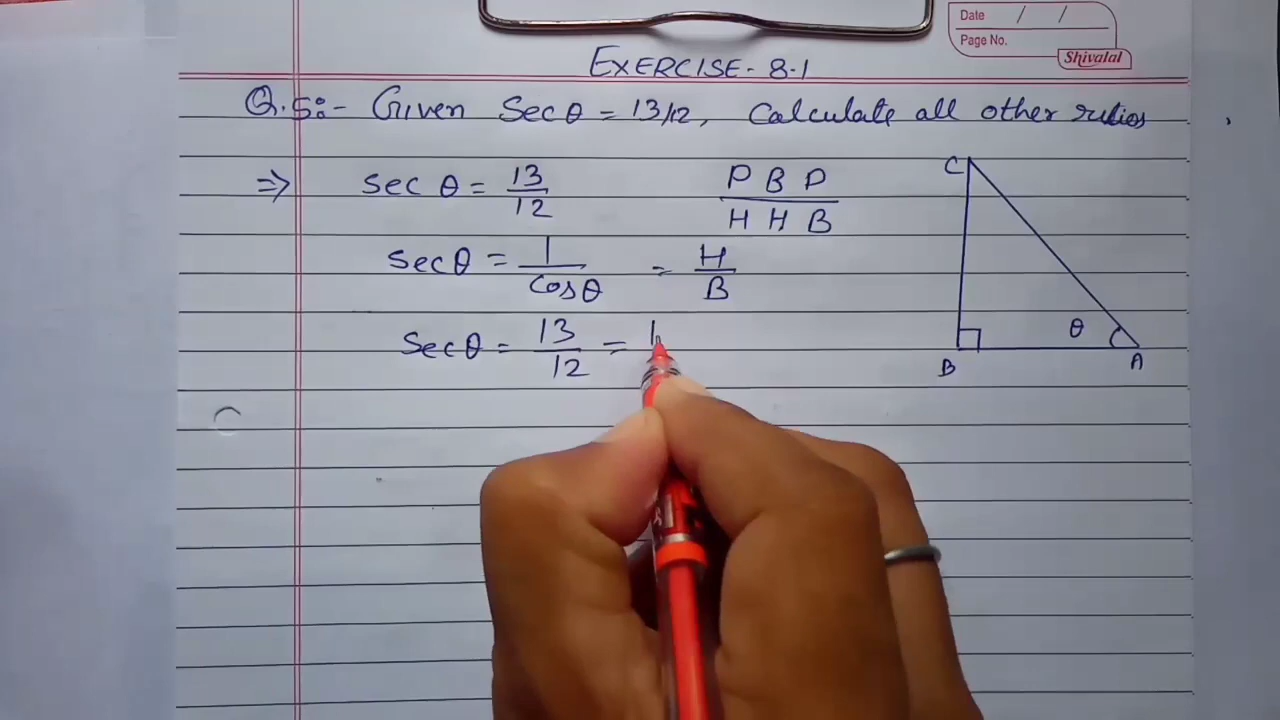 Date / /
Page No.
Shivalal
EXERCISE - 8.1
Q.5:- Given Secθ = 13/12, Calculate all other ratios
⇒ sec θ = 13/12
P B P
H H B
secθ = 1/cosθ = H/B
Secθ = 13/12 =
C
θ
B A